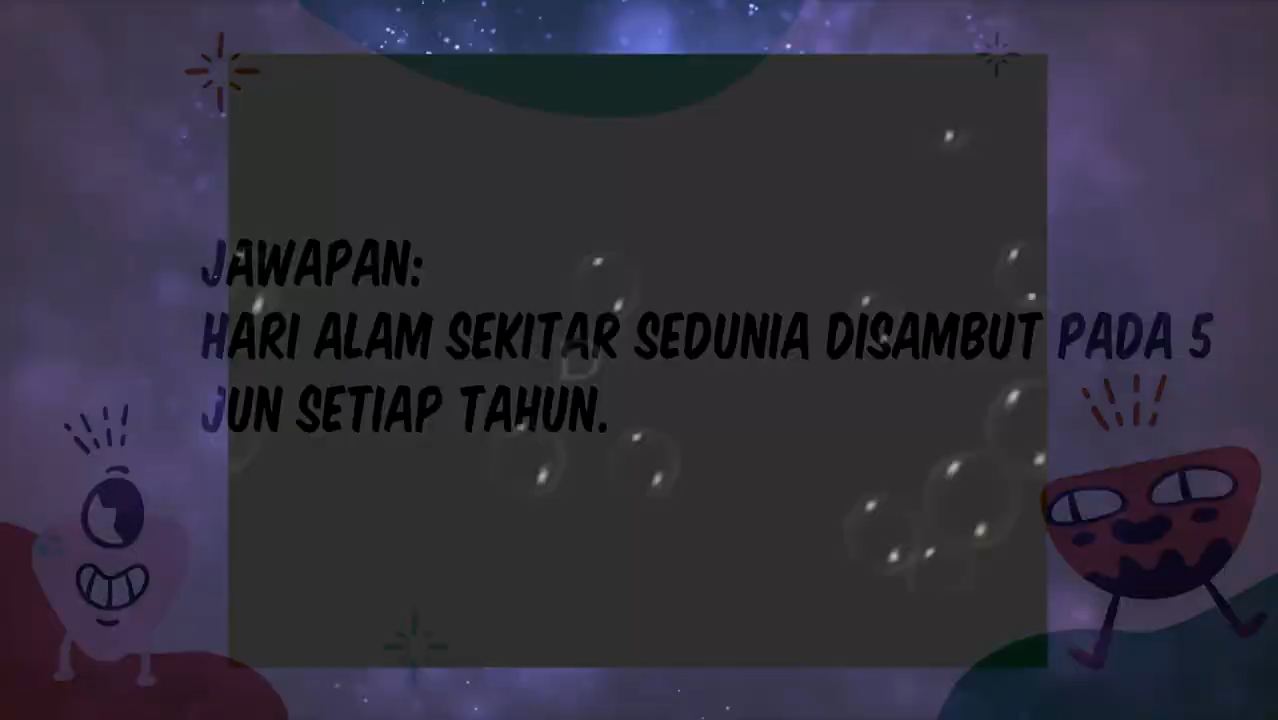 JAWAPAN:
HARI ALAM SEKITAR SEDUNIA DISAMBUT PADA 5
JUN SETIAP TAHUN.